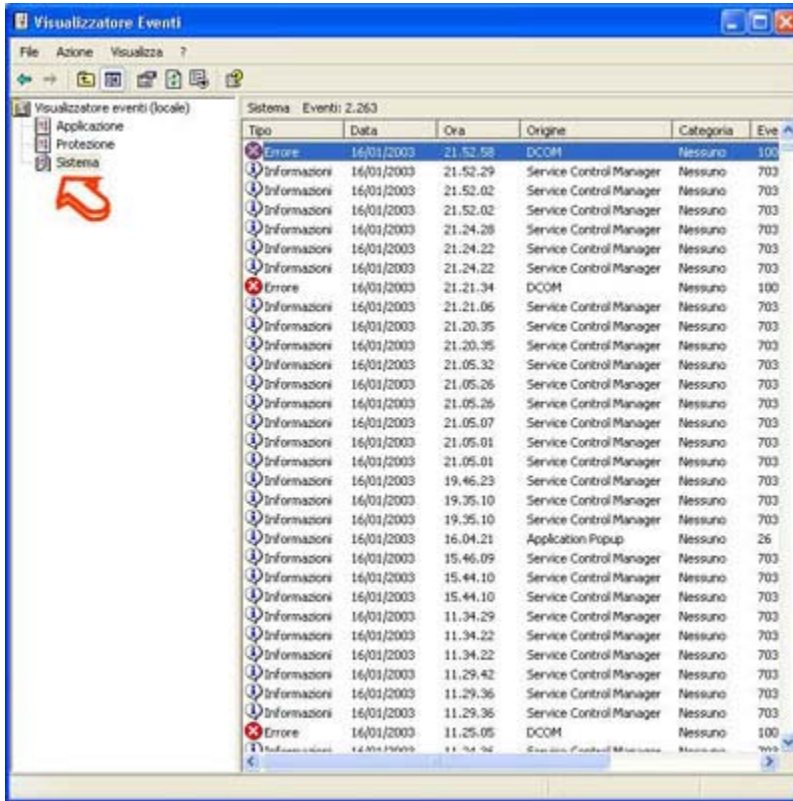 Visualizzatore Eventi
File Azione Visualizza ?
Visualizzatore eventi (locale)
Applicazione
Protezione
Sistema
Sistema Eventi: 2.263
Tipo Data Ora Origine Categoria Eve
Errore 16/01/2003 21.52.58 DCOM Nessuno 100
Informazioni 16/01/2003 21.52.29 Service Control Manager Nessuno 703
Informazioni 16/01/2003 21.52.02 Service Control Manager Nessuno 703
Informazioni 16/01/2003 21.52.02 Service Control Manager Nessuno 703
Informazioni 16/01/2003 21.24.28 Service Control Manager Nessuno 703
Informazioni 16/01/2003 21.24.22 Service Control Manager Nessuno 703
Informazioni 16/01/2003 21.24.22 Service Control Manager Nessuno 703
Errore 16/01/2003 21.21.34 DCOM Nessuno 100
Informazioni 16/01/2003 21.21.06 Service Control Manager Nessuno 703
Informazioni 16/01/2003 21.20.35 Service Control Manager Nessuno 703
Informazioni 16/01/2003 21.20.35 Service Control Manager Nessuno 703
Informazioni 16/01/2003 21.05.32 Service Control Manager Nessuno 703
Informazioni 16/01/2003 21.05.26 Service Control Manager Nessuno 703
Informazioni 16/01/2003 21.05.26 Service Control Manager Nessuno 703
Informazioni 16/01/2003 21.05.07 Service Control Manager Nessuno 703
Informazioni 16/01/2003 21.05.01 Service Control Manager Nessuno 703
Informazioni 16/01/2003 21.05.01 Service Control Manager Nessuno 703
Informazioni 16/01/2003 19.46.23 Service Control Manager Nessuno 703
Informazioni 16/01/2003 19.35.10 Service Control Manager Nessuno 703
Informazioni 16/01/2003 19.35.10 Service Control Manager Nessuno 703
Informazioni 16/01/2003 16.04.21 Application Popup Nessuno 26
Informazioni 16/01/2003 15.46.09 Service Control Manager Nessuno 703
Informazioni 16/01/2003 15.44.10 Service Control Manager Nessuno 703
Informazioni 16/01/2003 15.44.10 Service Control Manager Nessuno 703
Informazioni 16/01/2003 11.34.29 Service Control Manager Nessuno 703
Informazioni 16/01/2003 11.34.22 Service Control Manager Nessuno 703
Informazioni 16/01/2003 11.34.22 Service Control Manager Nessuno 703
Informazioni 16/01/2003 11.29.42 Service Control Manager Nessuno 703
Informazioni 16/01/2003 11.29.36 Service Control Manager Nessuno 703
Informazioni 16/01/2003 11.29.36 Service Control Manager Nessuno 703
Errore 16/01/2003 11.25.05 DCOM Nessuno 100